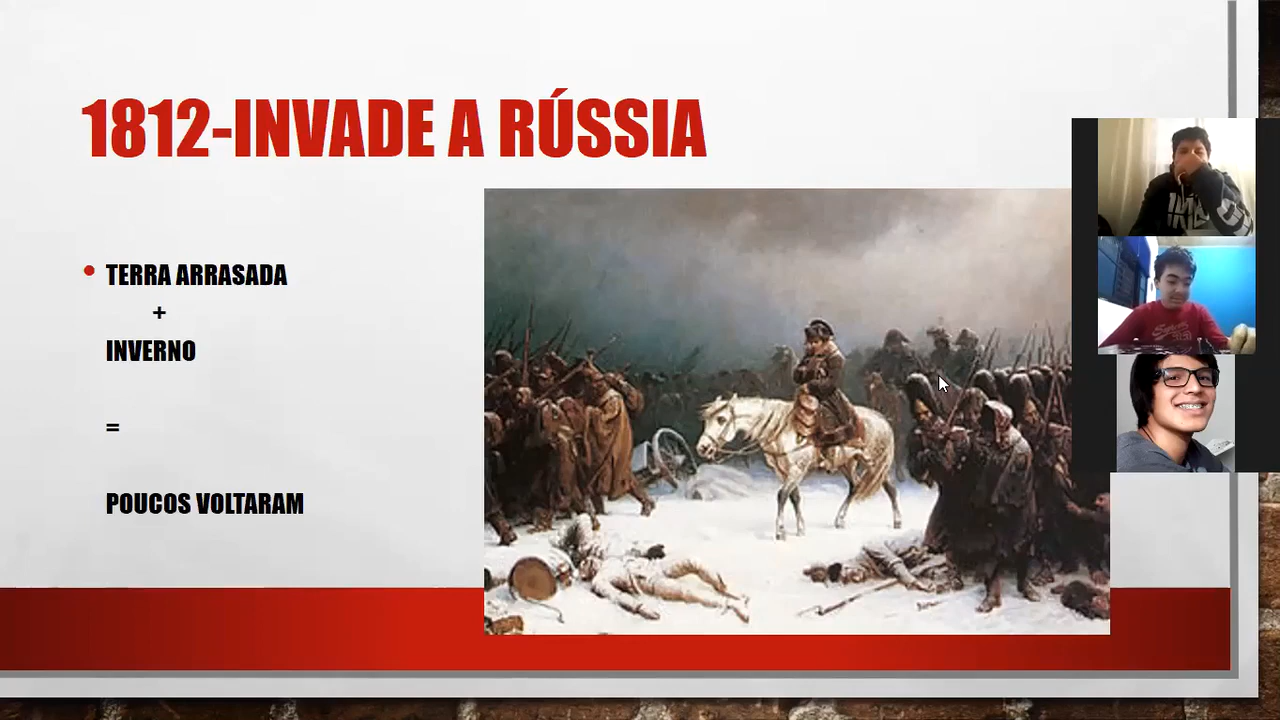 1812-INVADE A RÚSSIA
TERRA ARRASADA
+
INVERNO
=
POUCOS VOLTARAM